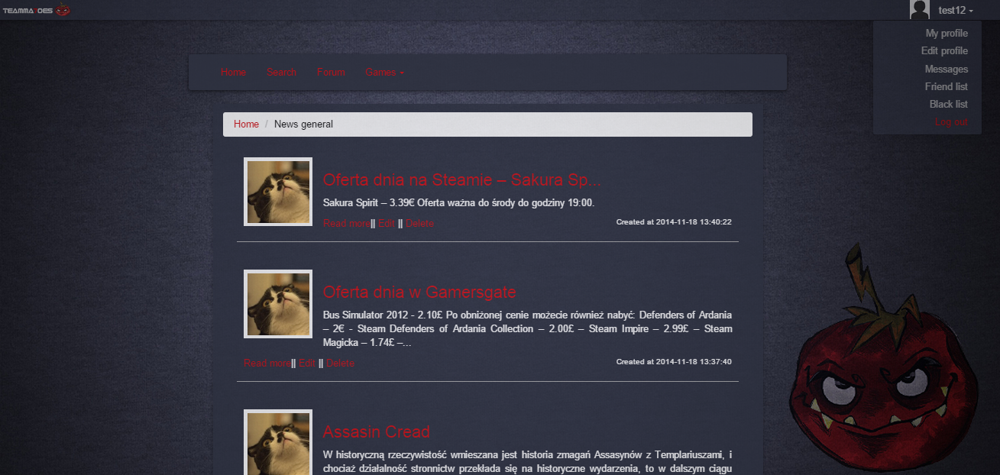 TEAMMATOES
test12
My profile
Edit profile
Messages
Friend list
Black list
Log out
Home Search Forum Games
Home / News general
Oferta dnia na Steamie – Sakura Sp...
Sakura Spirit – 3.39€ Oferta ważna do środy do godziny 19:00.
Read more|| Edit || Delete
Created at 2014-11-18 13:40:22
Oferta dnia w Gamersgate
Bus Simulator 2012 - 2.10£ Po obniżonej cenie możecie również nabyć: Defenders of Ardania
– 2€ - Steam Defenders of Ardania Collection – 2.00£ – Steam Impire – 2.99£ – Steam
Magicka – 1.74£ –...
Read more|| Edit || Delete
Created at 2014-11-18 13:37:40
Assasin Cread
W historyczną rzeczywistość wmieszana jest historia zmagań Assasynów z Templariuszami, i
chociaż działalność stronnictw przekłada się na historyczne wydarzenia, to w dalszym ciągu